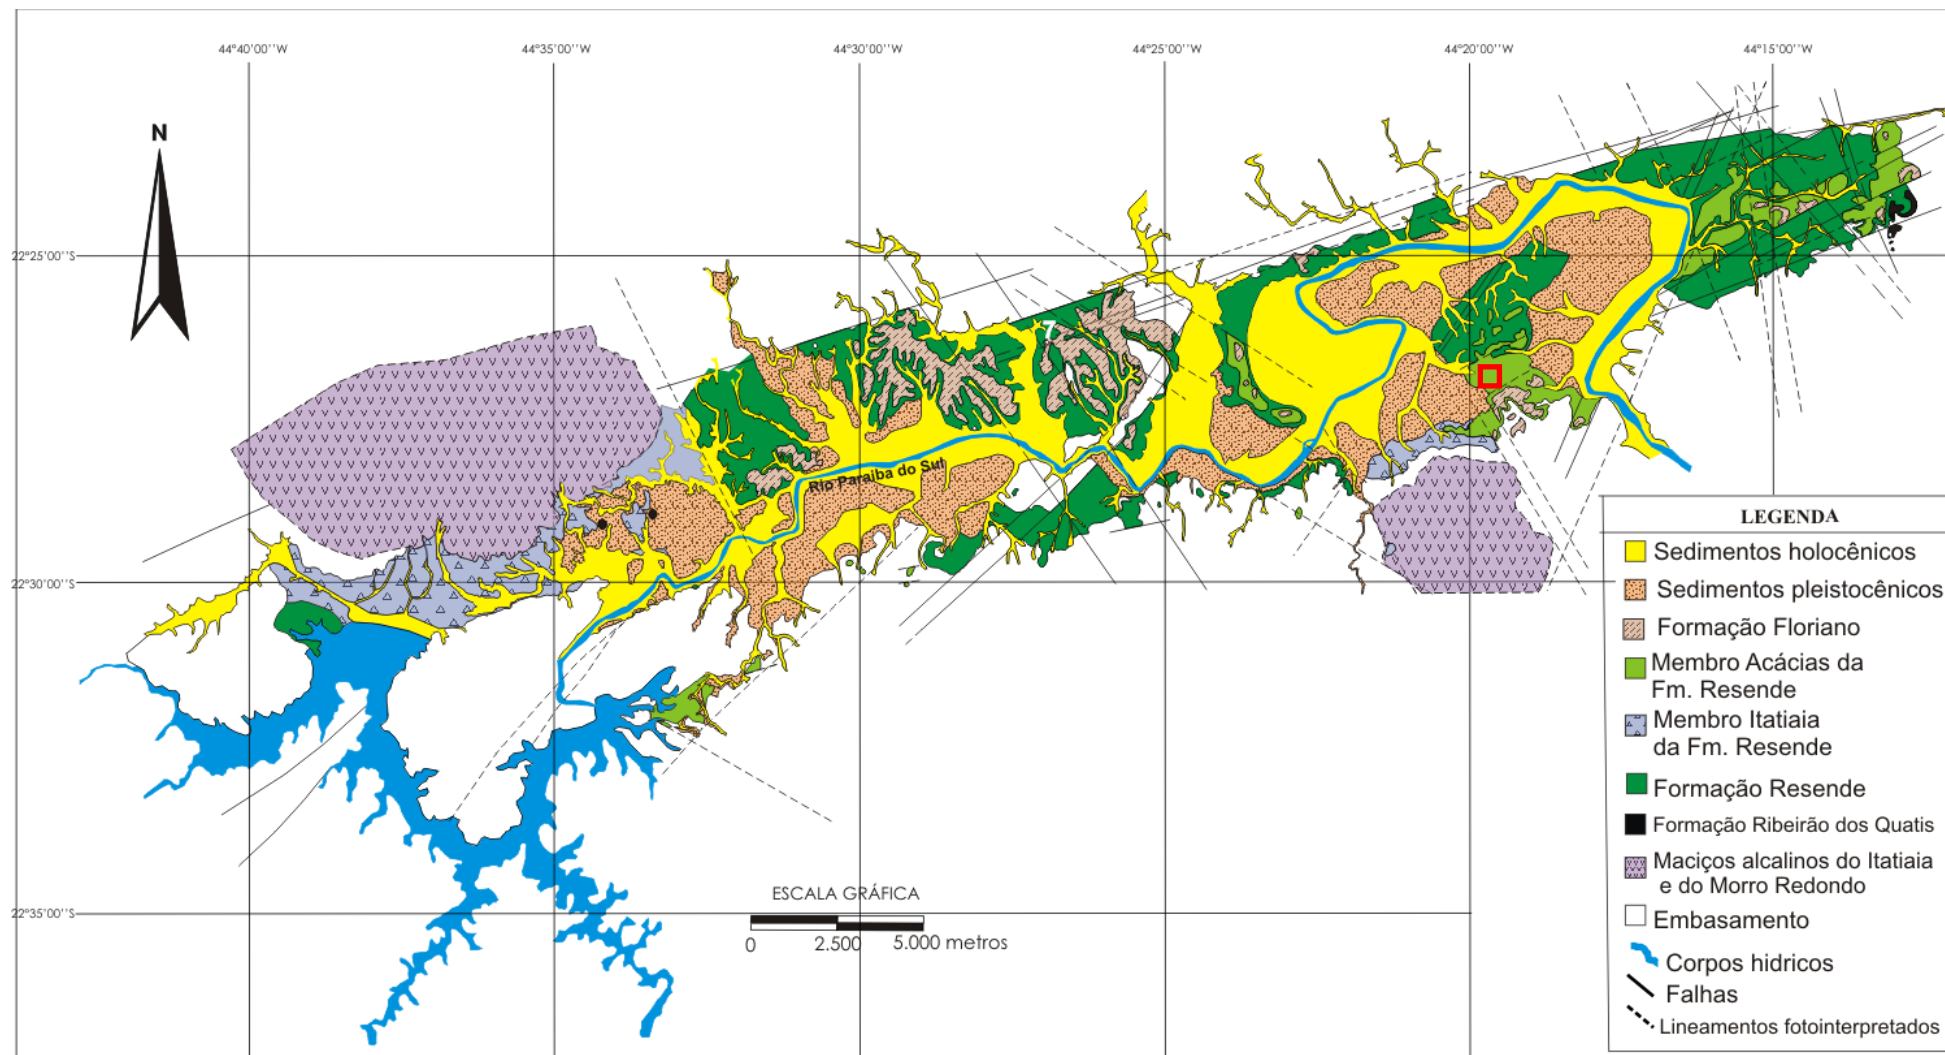 44°40'00''W
44°35'00''W
44°30'00''W
44°25'00''W
44°20'00''W
44°15'00''W
N
22°25'00''S
7
Rio Paraiba do Sul
22°30'00''S
22°35'00''S
ESCALA GRÁFICA
0 2.500 5.000 metros
LEGENDA
Sedimentos holocênicos
Sedimentos pleistocênicos
Formação Floriano
Membro Acácias da
Fm. Resende
Membro Itatiaia
da Fm. Resende
Formação Resende
Formação Ribeirão dos Quatis
Maciços alcalinos do Itatiaia
e do Morro Redondo
Embasamento
Corpos hidricos
Falhas
Lineamentos fotointerpretados